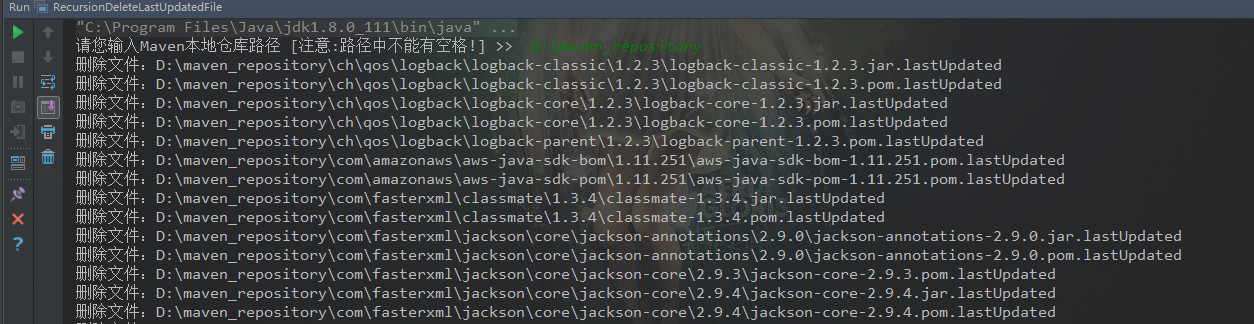 Run RecursionDeleteLastUpdatedFile
"C:\Program Files\Java\jdk1.8.0_111\bin\java" ...
请您输入Maven本地仓库路径 [注意:路径中不能有空格!] >> D:\maven_repository
删除文件：D:\maven_repository\ch\qos\logback\logback-classic\1.2.3\logback-classic-1.2.3.jar.lastUpdated
删除文件：D:\maven_repository\ch\qos\logback\logback-classic\1.2.3\logback-classic-1.2.3.pom.lastUpdated
删除文件：D:\maven_repository\ch\qos\logback\logback-core\1.2.3\logback-core-1.2.3.jar.lastUpdated
删除文件：D:\maven_repository\ch\qos\logback\logback-core\1.2.3\logback-core-1.2.3.pom.lastUpdated
删除文件：D:\maven_repository\ch\qos\logback\logback-parent\1.2.3\logback-parent-1.2.3.pom.lastUpdated
删除文件：D:\maven_repository\com\amazonaws\aws-java-sdk-bom\1.11.251\aws-java-sdk-bom-1.11.251.pom.lastUpdated
删除文件：D:\maven_repository\com\amazonaws\aws-java-sdk-pom\1.11.251\aws-java-sdk-pom-1.11.251.pom.lastUpdated
删除文件：D:\maven_repository\com\fasterxml\classmate\1.3.4\classmate-1.3.4.jar.lastUpdated
删除文件：D:\maven_repository\com\fasterxml\classmate\1.3.4\classmate-1.3.4.pom.lastUpdated
删除文件：D:\maven_repository\com\fasterxml\jackson\core\jackson-annotations\2.9.0\jackson-annotations-2.9.0.jar.lastUpdated
删除文件：D:\maven_repository\com\fasterxml\jackson\core\jackson-annotations\2.9.0\jackson-annotations-2.9.0.pom.lastUpdated
删除文件：D:\maven_repository\com\fasterxml\jackson\core\jackson-core\2.9.3\jackson-core-2.9.3.pom.lastUpdated
删除文件：D:\maven_repository\com\fasterxml\jackson\core\jackson-core\2.9.4\jackson-core-2.9.4.jar.lastUpdated
删除文件：D:\maven_repository\com\fasterxml\jackson\core\jackson-core\2.9.4\jackson-core-2.9.4.pom.lastUpdated